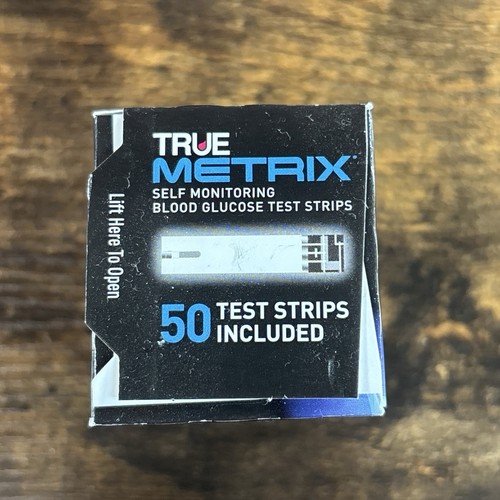 TRUE
METRIX®
SELF MONITORING
BLOOD GLUCOSE TEST STRIPS
50 TEST STRIPS
INCLUDED
Lift Here To Open